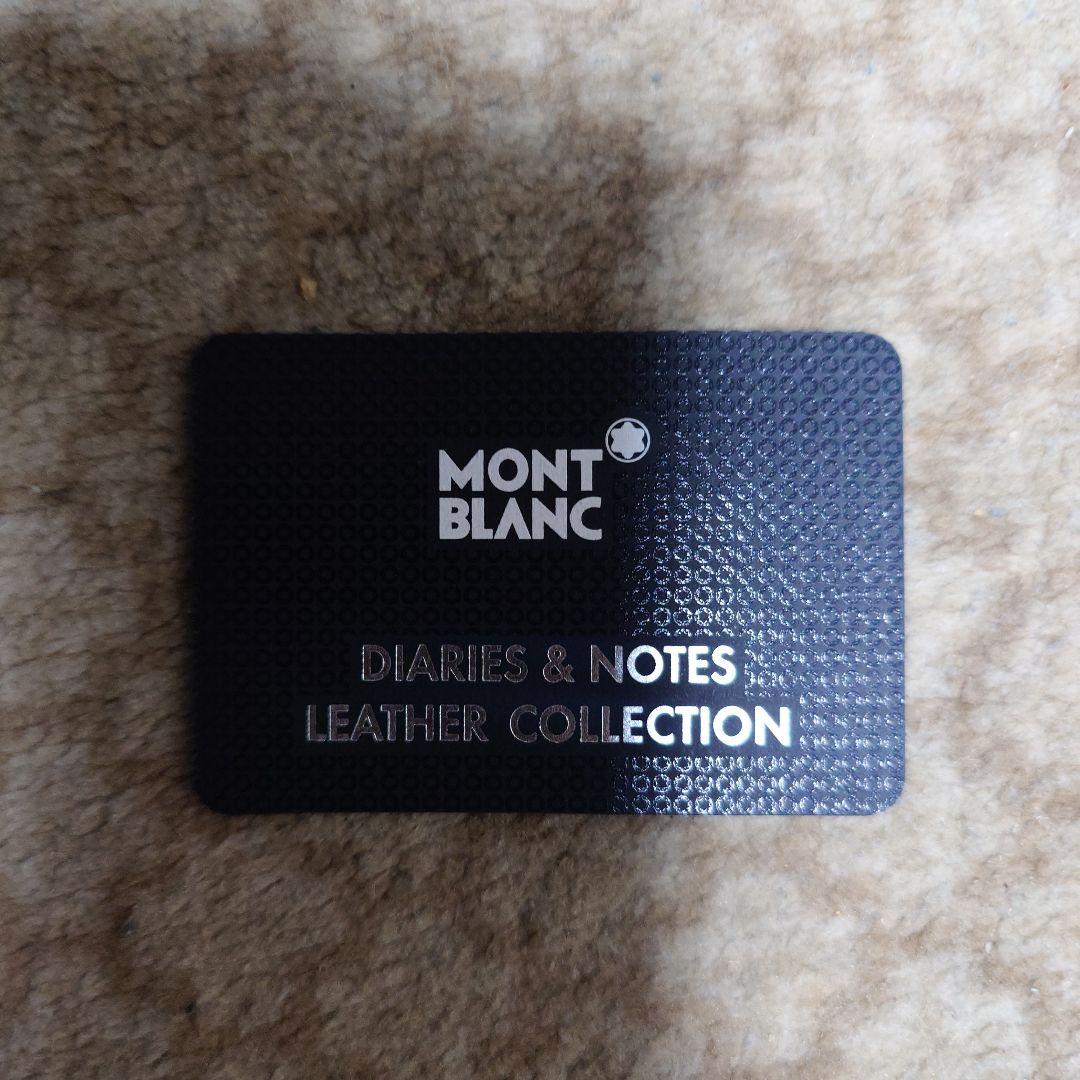 MONT
BLANC
DIARIES & NOTES
LEATHER COLLECTION